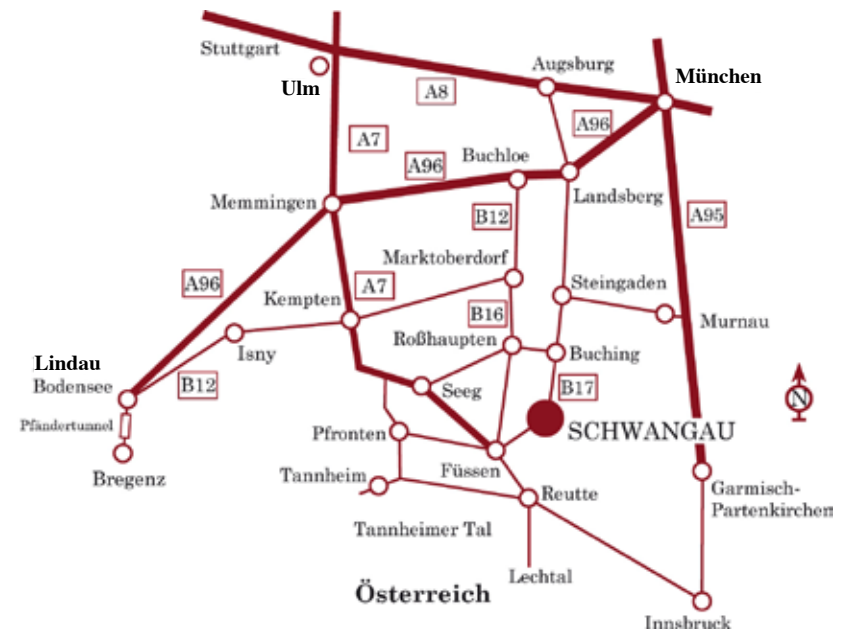 Stuttgart
Ulm
Augsburg
München
A8
A96
A7
A96
Buchloe
Landsberg
Memmingen
B12
A95
Marktoberdorf
A96
A7
Kempten
Steingaden
B16
Murnau
Roßhaupten
Isny
Buching
Lindau
Bodensee
B12
Seeg
B17
N
Pfändertunnel
Pfronten
SCHWANGAU
Bregenz
Tannheim
Füssen
Reutte
Garmisch-
Partenkirchen
Tannheimer Tal
Lechtal
Österreich
Innsbruck